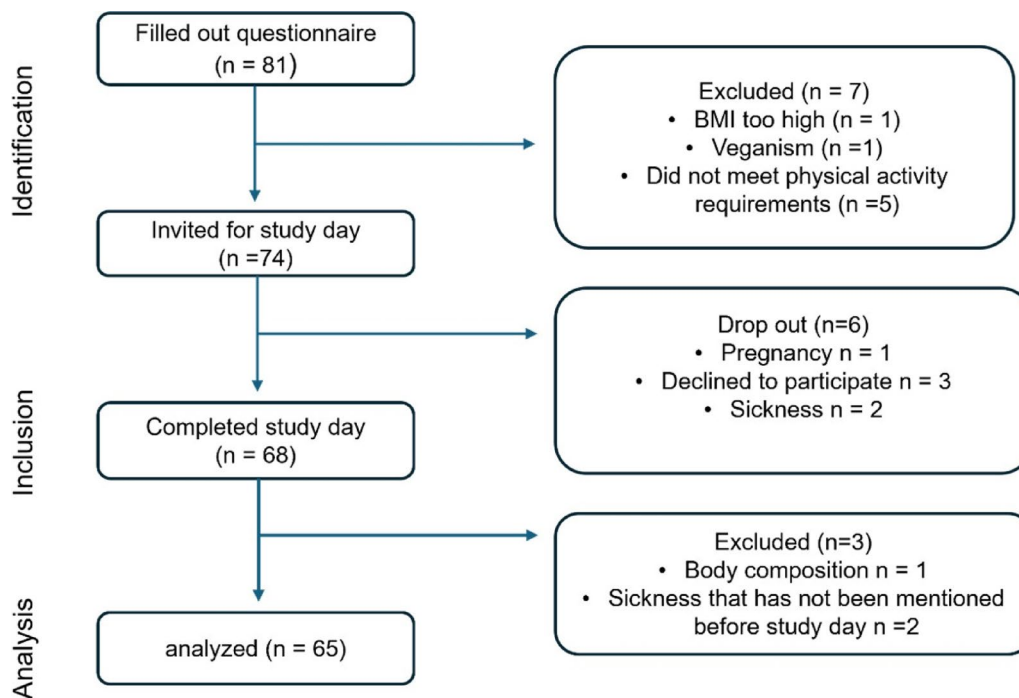 Identification
Filled out questionnaire
(n = 81)
Excluded (n = 7)
• BMI too high (n = 1)
• Veganism (n =1)
• Did not meet physical activity
requirements (n =5)
Invited for study day
(n =74)
Inclusion
Drop out (n=6)
• Pregnancy n = 1
• Declined to participate n = 3
• Sickness n = 2
Completed study day
(n = 68)
Analysis
Excluded (n=3)
• Body composition n = 1
• Sickness that has not been mentioned
before study day n =2
analyzed (n = 65)